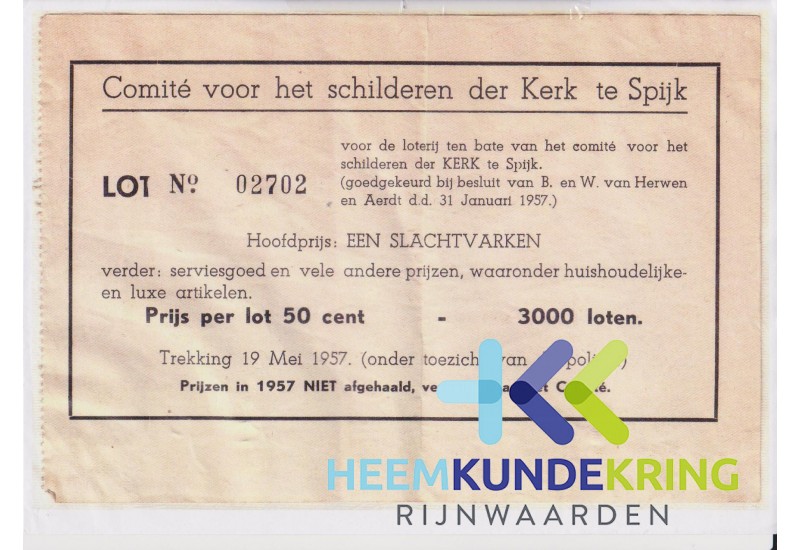 Comité voor het schilderen der Kerk te Spijk
voor de loterij ten bate van het comité voor het
schilderen der KERK te Spijk.
(goedgekeurd bij besluit van B. en W. van Herwen
en Aerdt d.d. 31 Januari 1957.)
LOT No 02702
Hoofdprijs: EEN SLACHTVARKEN
verder: serviesgoed en vele andere prijzen, waaronder huishoudelijke-
en luxe artikelen.
Prijs per lot 50 cent - 3000 loten.
Trekking 19 Mei 1957. (onder toezicht van
Prijzen in 1957 NIET afgehaald,
HEEMKUNDEKRING
RIJNWAARDEN